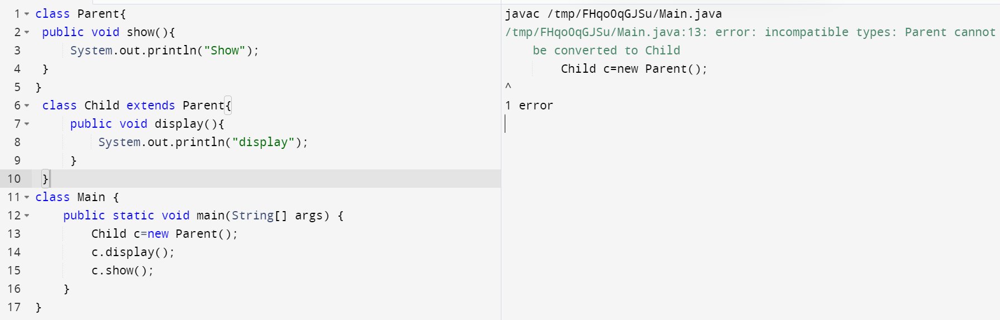 1 class Parent{
2 public void show(){
3 System.out.println("Show");
4 }
5 }
6 class Child extends Parent{
7 public void display(){
8 System.out.println("display");
9 }
10 }
11 class Main {
12 public static void main(String[] args) {
13 Child c=new Parent();
14 c.display();
15 c.show();
16 }
17 }
javac /tmp/FHqoOqGJSu/Main.java
/tmp/FHqoOqGJSu/Main.java:13: error: incompatible types: Parent cannot
be converted to Child
Child c=new Parent();
^
1 error